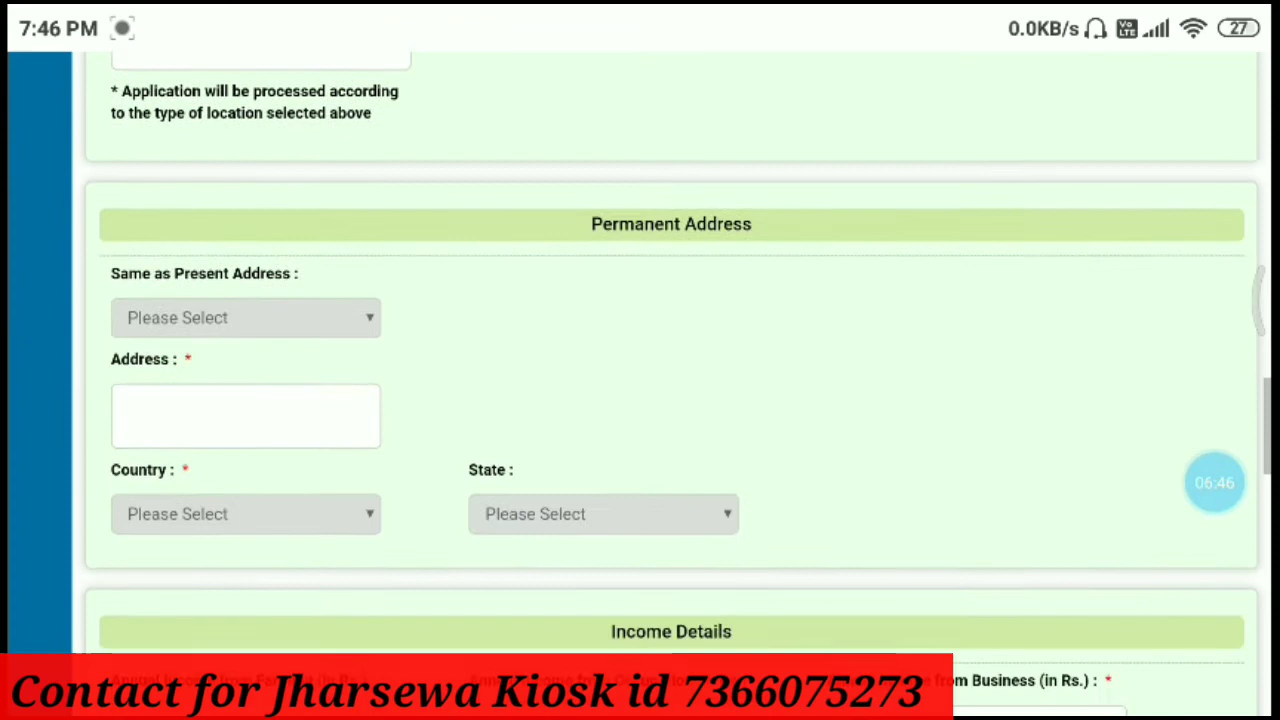 7:46 PM
0.0KB/s Vo LTE 27
* Application will be processed according
to the type of location selected above
Permanent Address
Same as Present Address :
Please Select
Address : *
Country : * State :
Please Select Please Select
06:46
Income Details
from Business (in Rs.) : *
Contact for Jharsewa Kiosk id 7366075273